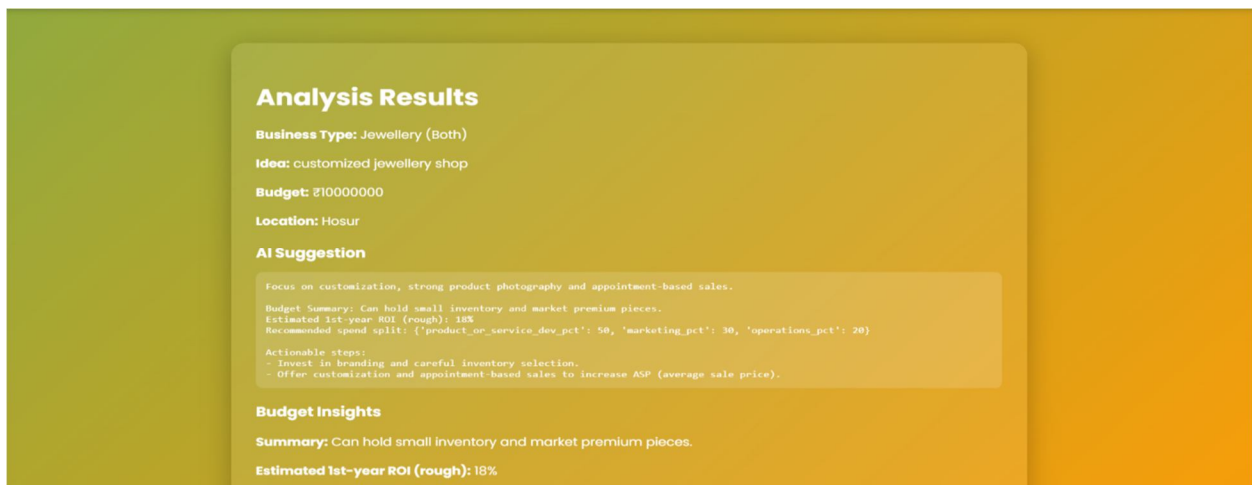 Analysis Results
Business Type: Jewellery (Both)
Idea: customized jewellery shop
Budget: ₹10000000
Location: Hosur
AI Suggestion
Focus on customization, strong product photography and appointment-based sales.
Budget Summary: Can hold small inventory and market premium pieces.
Estimated 1st-year ROI (rough): 18%
Recommended spend split: {'product_or_service_dev_pct': 50, 'marketing_pct': 30, 'operations_pct': 20}
Actionable steps:
- Invest in branding and careful inventory selection.
- Offer customization and appointment-based sales to increase ASP (average sale price).
Budget Insights
Summary: Can hold small inventory and market premium pieces.
Estimated 1st-year ROI (rough): 18%